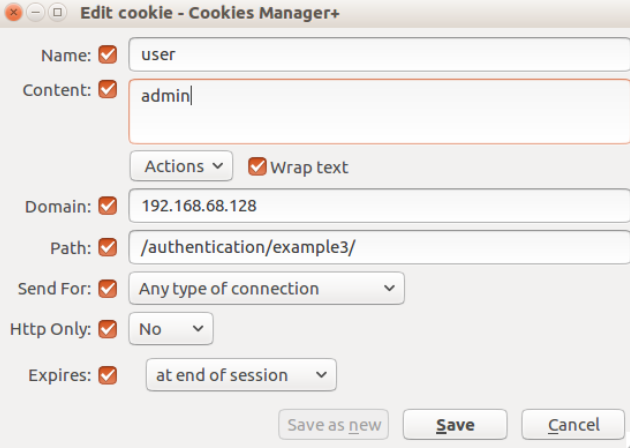 Edit cookie - Cookies Manager+
Name: user
Content: admin
Actions Wrap text
Domain: 192.168.68.128
Path: /authentication/example3/
Send For: Any type of connection
Http Only: No
Expires: at end of session
Save as new Save Cancel